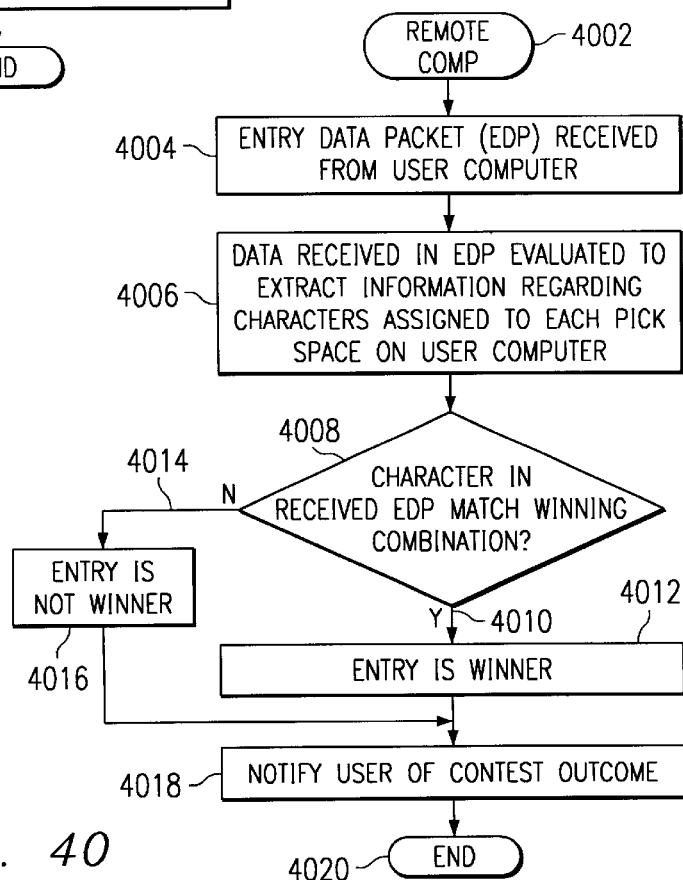 ND
REMOTE
COMP
4002
4004
ENTRY DATA PACKET (EDP) RECEIVED
FROM USER COMPUTER
4006
DATA RECEIVED IN EDP EVALUATED TO
EXTRACT INFORMATION REGARDING
CHARACTERS ASSIGNED TO EACH PICK
SPACE ON USER COMPUTER
4008
4014
N
CHARACTER IN
RECEIVED EDP MATCH WINNING
COMBINATION?
ENTRY IS
NOT WINNER
4016
Y
4010
4012
ENTRY IS WINNER
4018
NOTIFY USER OF CONTEST OUTCOME
. 40
4020
END